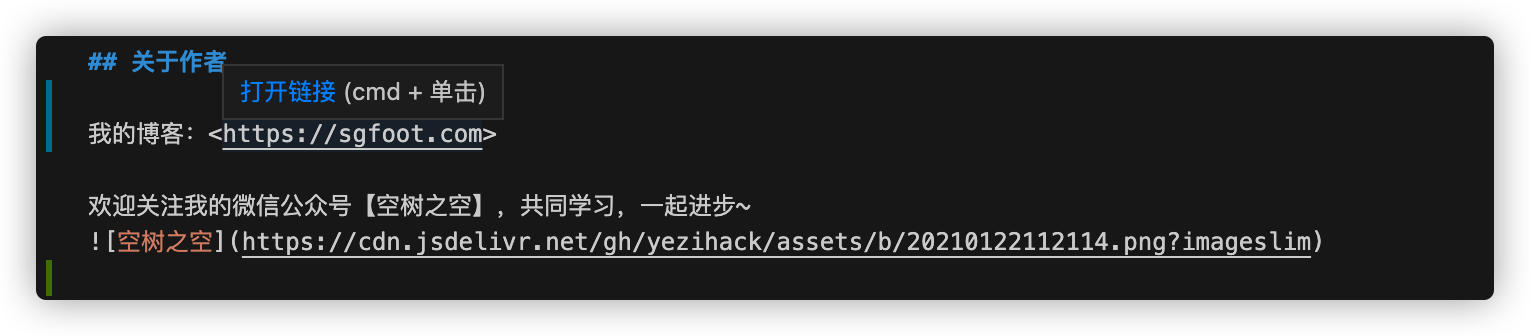 ## 关于作者
打开链接 (cmd + 单击)
我的博客：<https://sgfoot.com>
欢迎关注我的微信公众号【空树之空】，共同学习，一起进步~
![空树之空](https://cdn.jsdelivr.net/gh/yezihack/assets/b/20210122112114.png?imageslim)